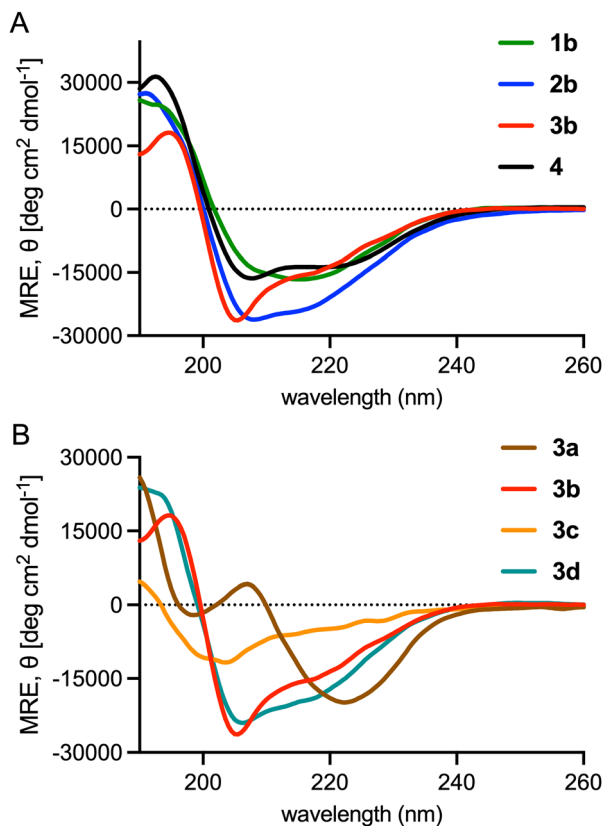 A
1b
2b
3b
4
30000
15000
0
-15000
-30000
MRE, θ [deg cm² dmol⁻¹]
200
220
240
260
wavelength (nm)
B
3a
3b
3c
3d
30000
15000
0
-15000
-30000
MRE, θ [deg cm² dmol⁻¹]
200
220
240
260
wavelength (nm)